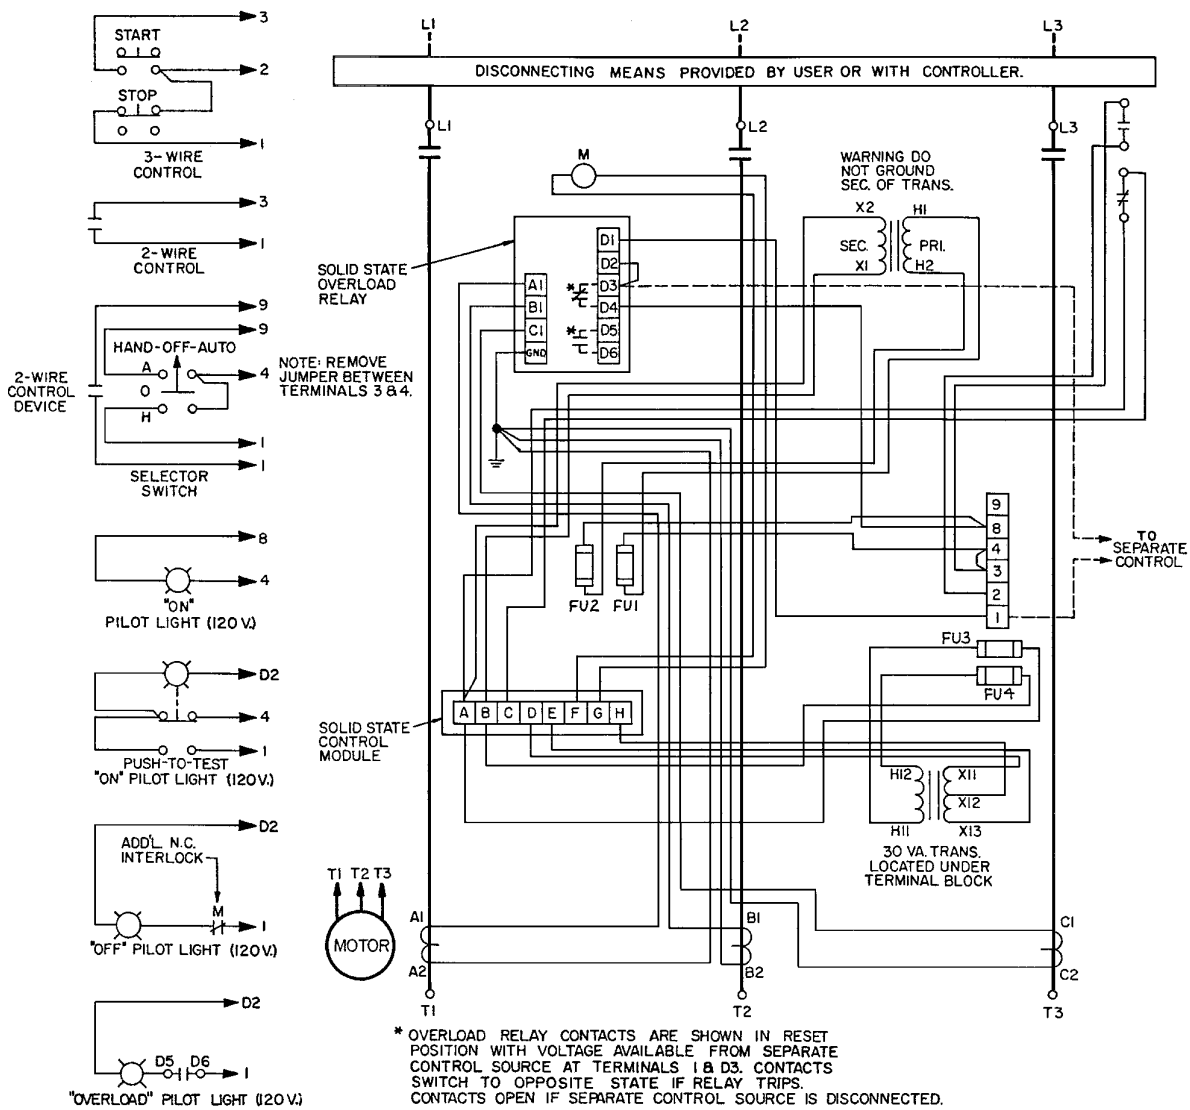 3
START
2
STOP
1
3-WIRE
CONTROL
3
1
2-WIRE
CONTROL
9
9
HAND-OFF-AUTO
A
4
O
H
2-WIRE
CONTROL
DEVICE
NOTE: REMOVE
JUMPER BETWEEN
TERMINALS 3 & 4.
1
1
SELECTOR
SWITCH
8
4
"ON"
PILOT LIGHT (120 V.)
D2
4
1
PUSH-TO-TEST
"ON" PILOT LIGHT (120V.)
D2
ADD'L N.C.
INTERLOCK
M
1
"OFF" PILOT LIGHT (120 V.)
D2
D5 D6
1
"OVERLOAD" PILOT LIGHT (120 V.)
L1
L2
L3
DISCONNECTING MEANS PROVIDED BY USER OR WITH CONTROLLER.
L1
L2
L3
M
WARNING DO
NOT GROUND
SEC. OF TRANS.
X2
H1
SEC.
PRI.
X1
H2
SOLID STATE
OVERLOAD
RELAY
D1
D2
A1
*
D3
B1
D4
C1
*
D5
GND
D6
9
8
4
3
2
1
TO
SEPARATE
CONTROL
FU2
FU1
FU3
FU4
A B C D E F G H
SOLID STATE
CONTROL
MODULE
H12
X11
X12
H11
X13
30 VA. TRANS.
LOCATED UNDER
TERMINAL BLOCK
T1 T2 T3
MOTOR
A1
A2
B1
B2
C1
C2
T1
T2
T3
* OVERLOAD RELAY CONTACTS ARE SHOWN IN RESET
POSITION WITH VOLTAGE AVAILABLE FROM SEPARATE
CONTROL SOURCE AT TERMINALS 1 & D3. CONTACTS
SWITCH TO OPPOSITE STATE IF RELAY TRIPS.
CONTACTS OPEN IF SEPARATE CONTROL SOURCE IS DISCONNECTED.